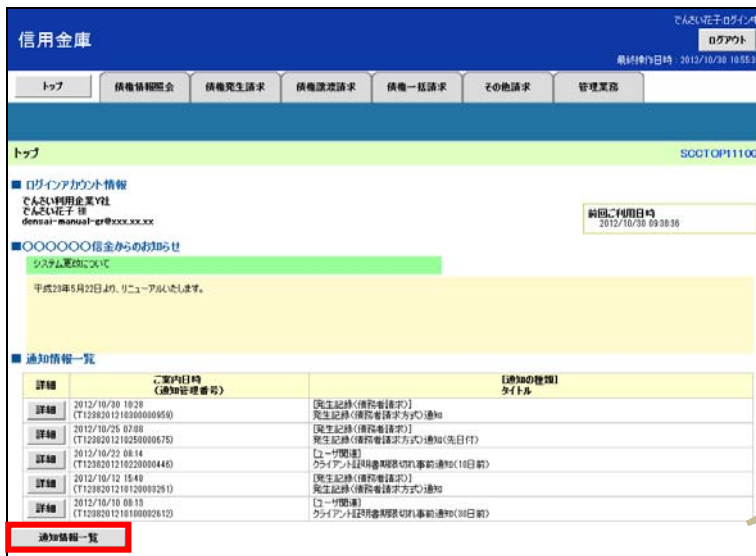 でんさい花子:ログイン中
信用金庫
ログアウト
最終操作日時:2012/10/30 10:55:3
トップ 債権情報照会 債権発生請求 債権譲渡請求 債権一括請求 その他請求 管理業務
トップ
SCCTOP11100
■ ログインアカウント情報
でんさい利用企業Y社
でんさい花子 様
densai-manual-gr@xxx.xx.xx
前回ご利用日時
2012/10/30 09:38:36
■〇〇〇〇〇〇信金からのお知らせ
システム更改について
平成23年5月22日より、リニューアルいたします。
■ 通知情報一覧
詳細 ご案内日時 [通知の種類]
(通知管理番号) タイトル
詳細 2012/10/30 10:28 [発生記録(債務者請求)]
(T1238201210300000959) 発生記録(債務者請求方式)通知
詳細 2012/10/25 07:08 [発生記録(債務者請求)]
(T1238201210250000675) 発生記録(債務者請求方式)通知(先日付)
詳細 2012/10/22 08:14 [ユーザ関連]
(T1238201210220000446) クライアント証明書期限切れ事前通知(10日前)
詳細 2012/10/12 15:48 [発生記録(債務者請求)]
(T1238201210120003261) 発生記録(債務者請求方式)通知
詳細 2012/10/10 08:13 [ユーザ関連]
(T1238201210100002612) クライアント証明書期限切れ事前通知(30日前)
通知情報一覧